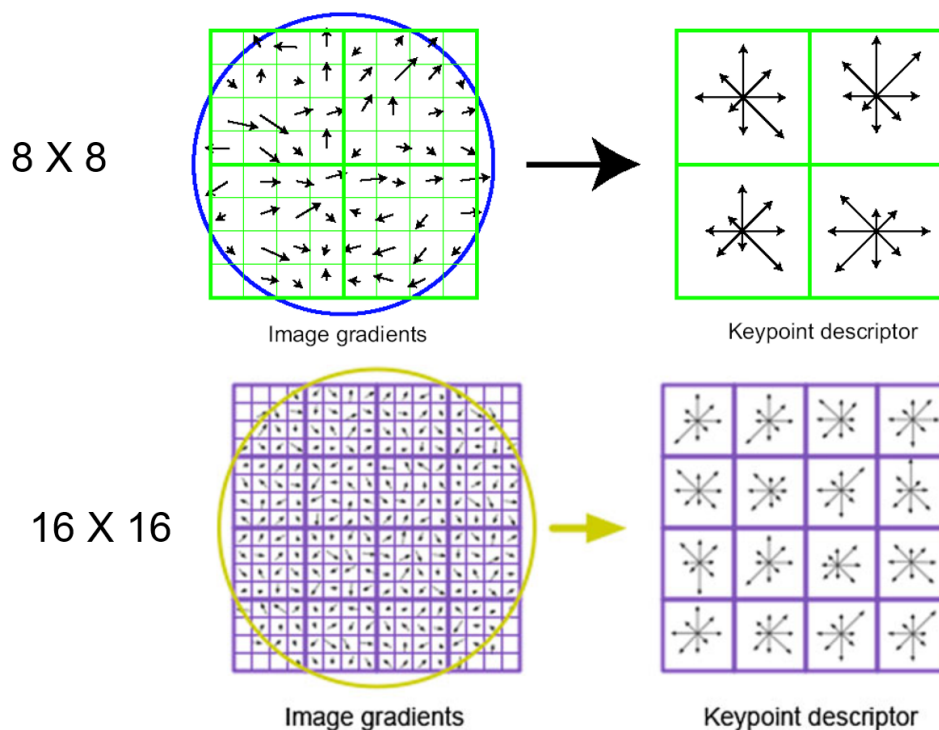 8 X 8
Image gradients
Keypoint descriptor
16 X 16
Image gradients
Keypoint descriptor